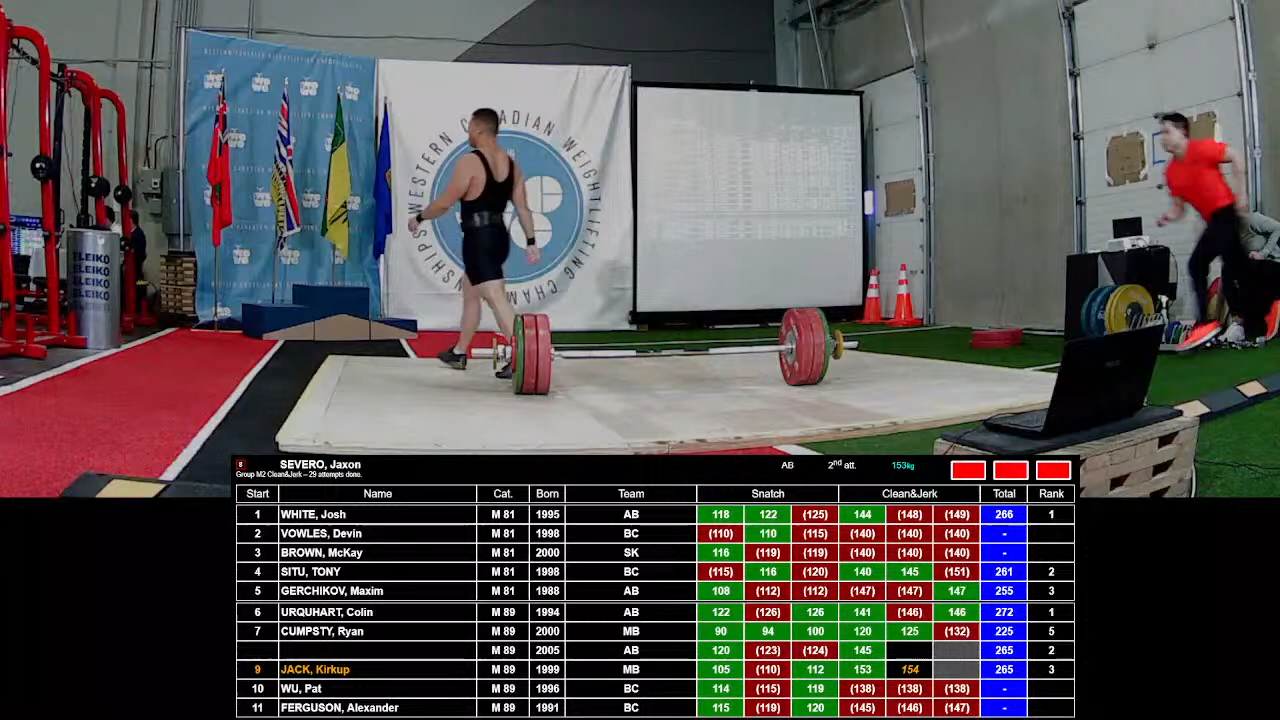 WESTERN CANADIAN WEIGHTLIFTING CHAMPIONSHIPS
ELEIKO
ELEIKO
ELEIKO
ELEIKO
8 SEVERO, Jaxon AB 2nd att. 153kg
Group M2 Clean&Jerk – 29 attempts done.
Start Name Cat. Born Team Snatch Clean&Jerk Total Rank
1 WHITE, Josh M 81 1995 AB 118 122 (125) 144 (148) (149) 266 1
2 VOWLES, Devin M 81 1998 BC (110) 110 (115) (140) (140) (140) -
3 BROWN, McKay M 81 2000 SK 116 (119) (119) (140) (140) (140) -
4 SITU, TONY M 81 1998 BC (115) 116 (120) 140 145 (151) 261 2
5 GERCHIKOV, Maxim M 81 1988 AB 108 (112) (112) (147) (147) 147 255 3
6 URQUHART, Colin M 89 1994 AB 122 (126) 126 141 (146) 146 272 1
7 CUMPSTY, Ryan M 89 2000 MB 90 94 100 120 125 (132) 225 5
M 89 2005 AB 120 (123) (124) 145 265 2
9 JACK, Kirkup M 89 1999 MB 105 (110) 112 153 154 265 3
10 WU, Pat M 89 1996 BC 114 (115) 119 (138) (138) (138) -
11 FERGUSON, Alexander M 89 1991 BC 115 (119) 120 (145) (146) (147) -